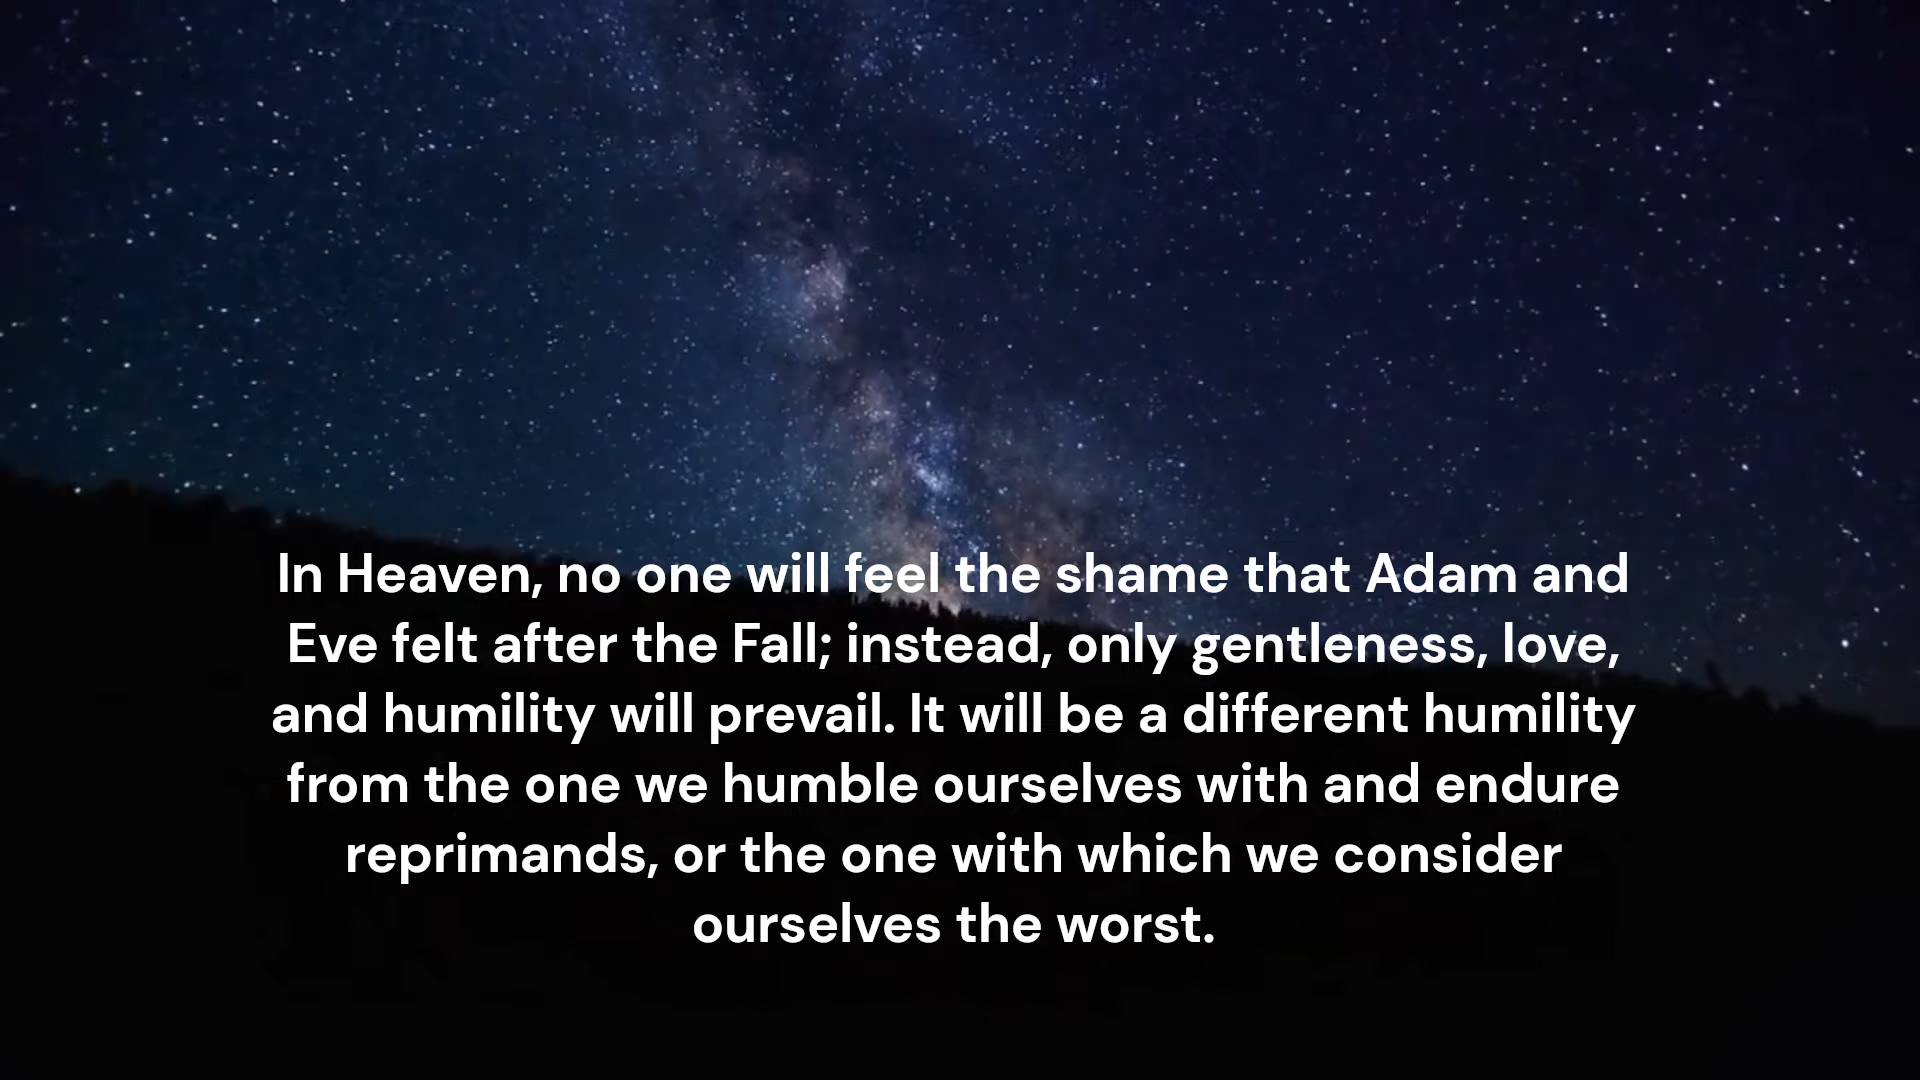 In Heaven, no one will feel the shame that Adam and
Eve felt after the Fall; instead, only gentleness, love,
and humility will prevail. It will be a different humility
from the one we humble ourselves with and endure
reprimands, or the one with which we consider
ourselves the worst.